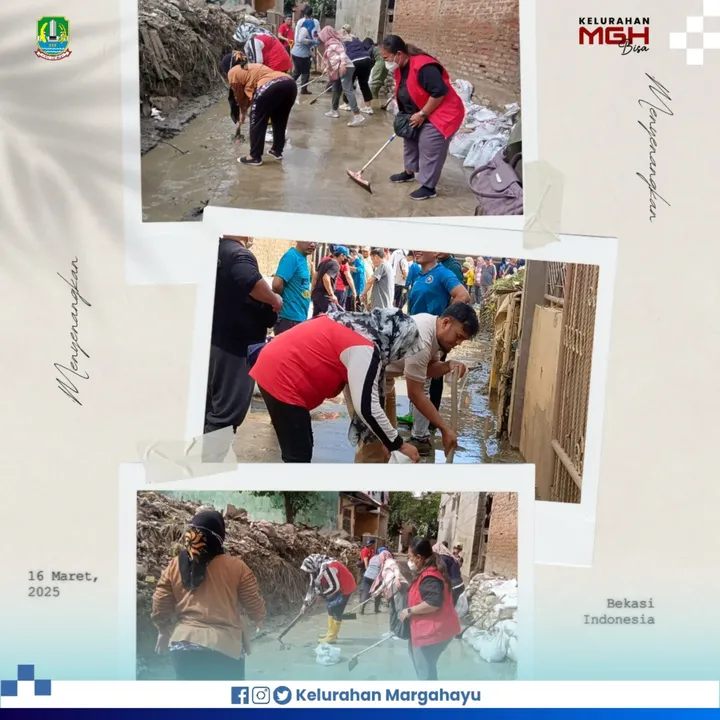 KELURAHAN
MGH
Bisa
Menyenangkan
Menyenangkan
16 Maret,
2025
Bekasi
Indonesia
Kelurahan Margahayu